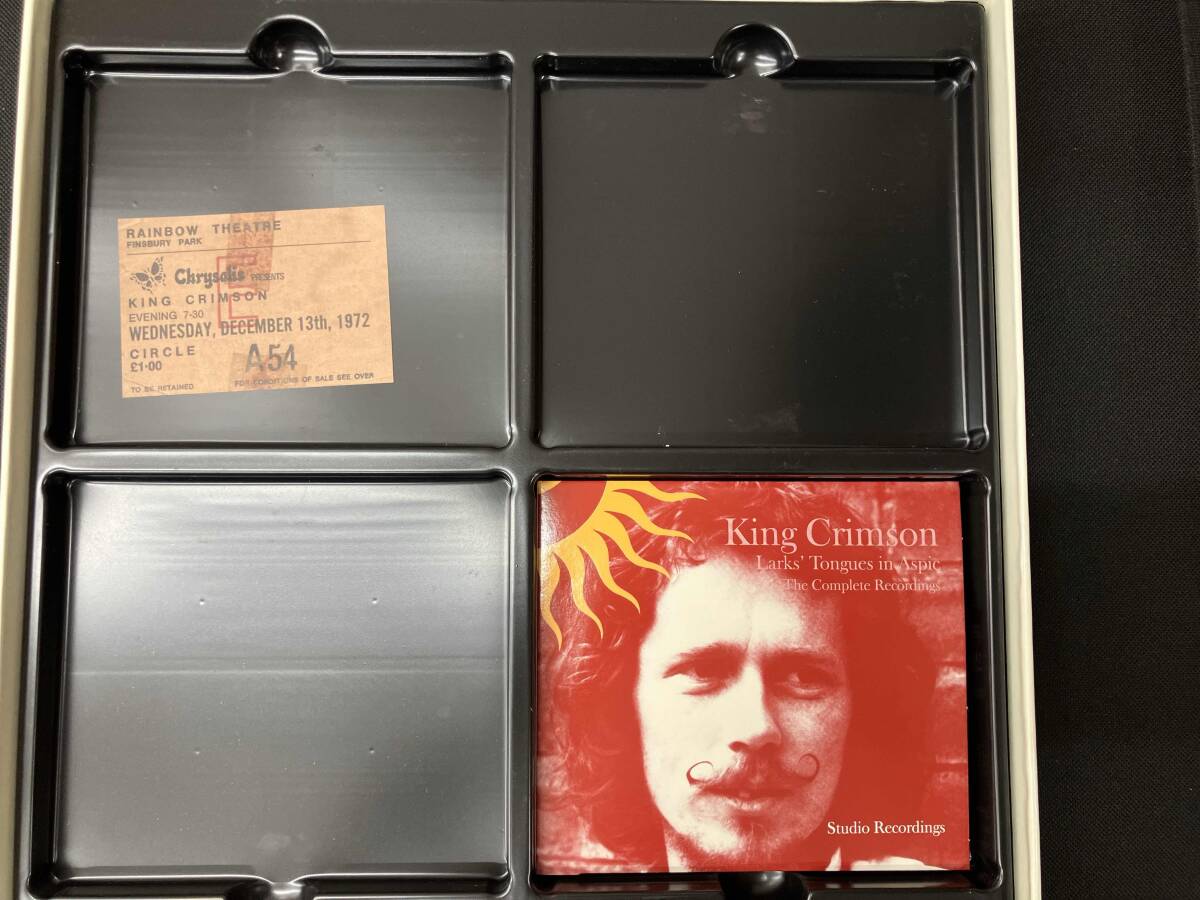 RAINBOW THEATRE
FINSBURY PARK
Chrysalis PRESENTS
KING CRIMSON
EVENING 7·30
WEDNESDAY, DECEMBER 13th, 1972
CIRCLE A54
£1·00
TO BE RETAINED FOR CONDITIONS OF SALE SEE OVER
King Crimson
Larks' Tongues in Aspic
The Complete Recordings
Studio Recordings